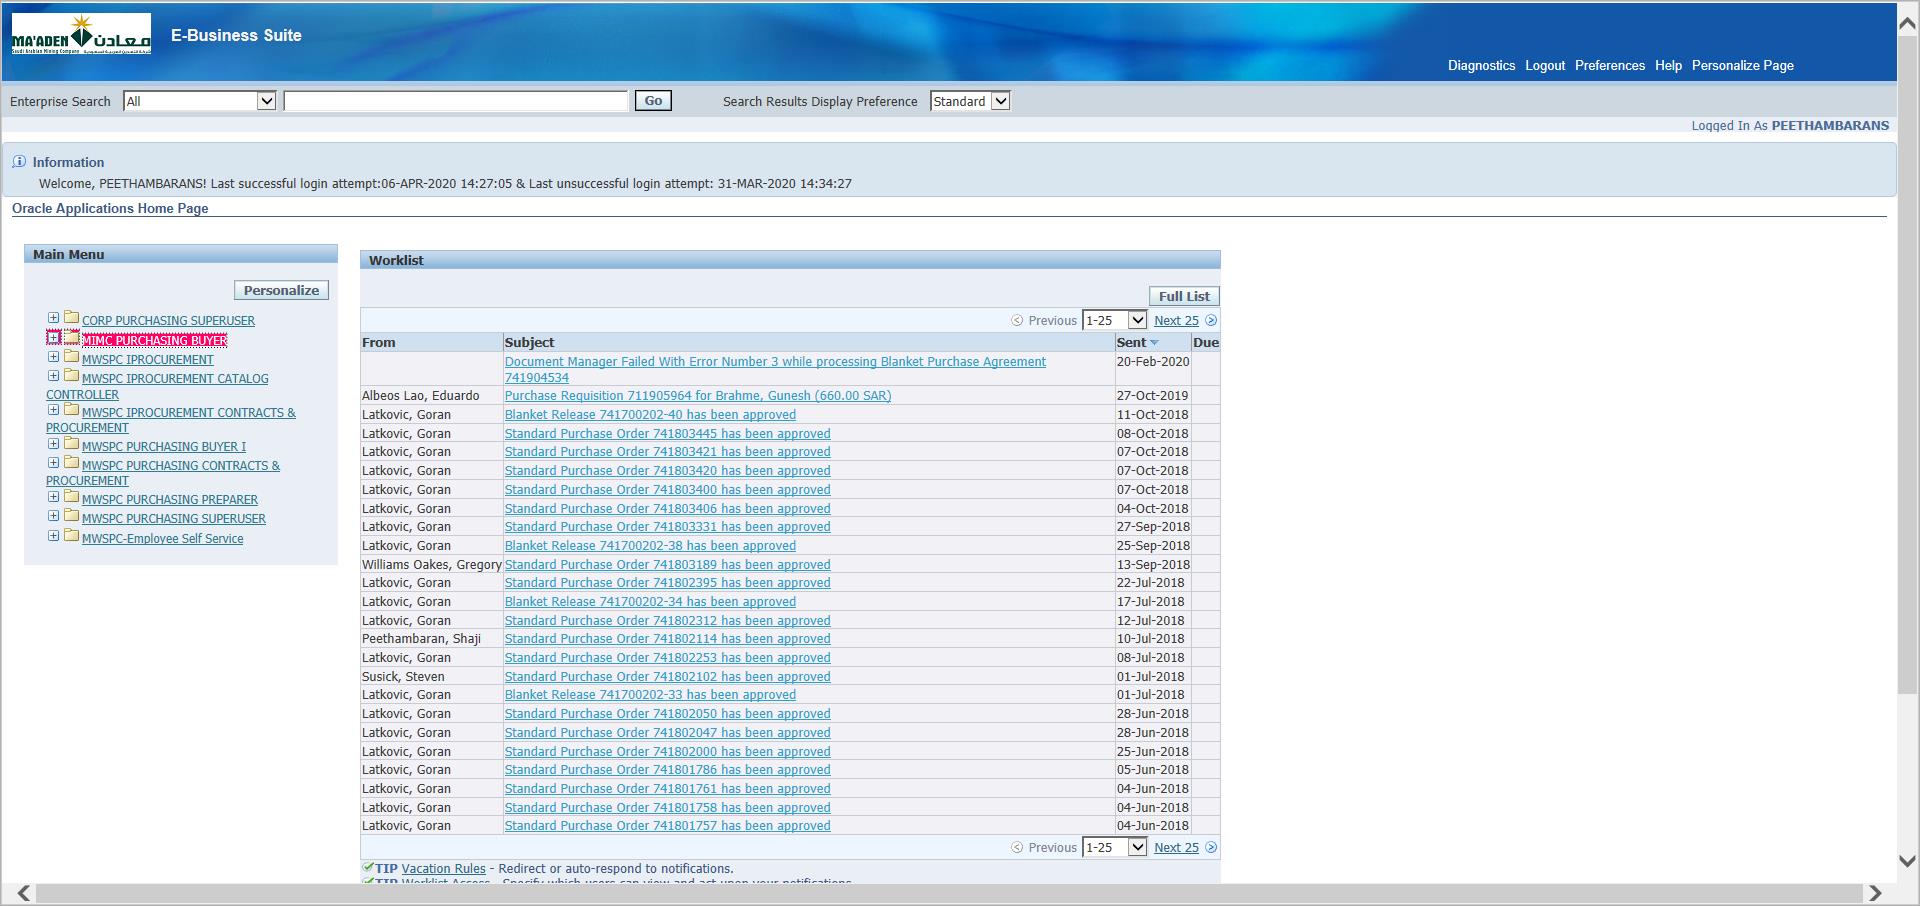 MA'ADEN معادن
E-Business Suite
Diagnostics Logout Preferences Help Personalize Page
Enterprise Search All Go Search Results Display Preference Standard
Logged In As PEETHAMBARANS
Information
Welcome, PEETHAMBARANS! Last successful login attempt:06-APR-2020 14:27:05 & Last unsuccessful login attempt: 31-MAR-2020 14:34:27
Oracle Applications Home Page
Main Menu
Personalize
CORP PURCHASING SUPERUSER
MIMC PURCHASING BUYER
MWSPC IPROCUREMENT
MWSPC IPROCUREMENT CATALOG
CONTROLLER
MWSPC IPROCUREMENT CONTRACTS &
PROCUREMENT
MWSPC PURCHASING BUYER I
MWSPC PURCHASING CONTRACTS &
PROCUREMENT
MWSPC PURCHASING PREPARER
MWSPC PURCHASING SUPERUSER
MWSPC-Employee Self Service
Worklist
Full List
Previous 1-25 Next 25
From Subject Sent Due
Document Manager Failed With Error Number 3 while processing Blanket Purchase Agreement 20-Feb-2020
741904534
Albeos Lao, Eduardo Purchase Requisition 711905964 for Brahme, Gunesh (660.00 SAR) 27-Oct-2019
Latkovic, Goran Blanket Release 741700202-40 has been approved 11-Oct-2018
Latkovic, Goran Standard Purchase Order 741803445 has been approved 08-Oct-2018
Latkovic, Goran Standard Purchase Order 741803421 has been approved 07-Oct-2018
Latkovic, Goran Standard Purchase Order 741803420 has been approved 07-Oct-2018
Latkovic, Goran Standard Purchase Order 741803400 has been approved 07-Oct-2018
Latkovic, Goran Standard Purchase Order 741803406 has been approved 04-Oct-2018
Latkovic, Goran Standard Purchase Order 741803331 has been approved 27-Sep-2018
Latkovic, Goran Blanket Release 741700202-38 has been approved 25-Sep-2018
Williams Oakes, Gregory Standard Purchase Order 741803189 has been approved 13-Sep-2018
Latkovic, Goran Standard Purchase Order 741802395 has been approved 22-Jul-2018
Latkovic, Goran Blanket Release 741700202-34 has been approved 17-Jul-2018
Latkovic, Goran Standard Purchase Order 741802312 has been approved 12-Jul-2018
Peethambaran, Shaji Standard Purchase Order 741802114 has been approved 10-Jul-2018
Latkovic, Goran Standard Purchase Order 741802253 has been approved 08-Jul-2018
Susick, Steven Standard Purchase Order 741802102 has been approved 01-Jul-2018
Latkovic, Goran Blanket Release 741700202-33 has been approved 01-Jul-2018
Latkovic, Goran Standard Purchase Order 741802050 has been approved 28-Jun-2018
Latkovic, Goran Standard Purchase Order 741802047 has been approved 28-Jun-2018
Latkovic, Goran Standard Purchase Order 741802000 has been approved 25-Jun-2018
Latkovic, Goran Standard Purchase Order 741801786 has been approved 05-Jun-2018
Latkovic, Goran Standard Purchase Order 741801761 has been approved 04-Jun-2018
Latkovic, Goran Standard Purchase Order 741801758 has been approved 04-Jun-2018
Latkovic, Goran Standard Purchase Order 741801757 has been approved 04-Jun-2018
Previous 1-25 Next 25
TIP Vacation Rules - Redirect or auto-respond to notifications.
TIP Worklist Access - Specify which users can view and act upon your notifications.